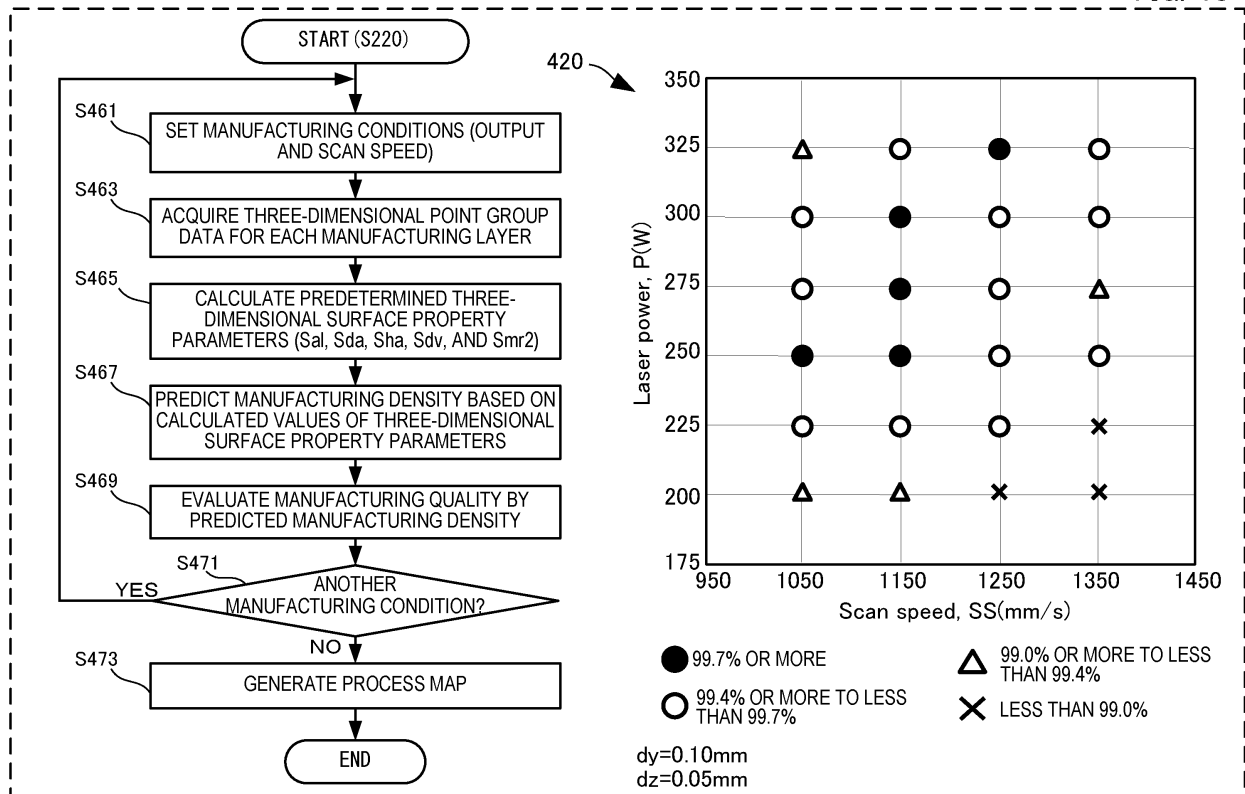 START (S220)
S461
SET MANUFACTURING CONDITIONS (OUTPUT
AND SCAN SPEED)
S463
ACQUIRE THREE-DIMENSIONAL POINT GROUP
DATA FOR EACH MANUFACTURING LAYER
S465
CALCULATE PREDETERMINED THREE-
DIMENSIONAL SURFACE PROPERTY
PARAMETERS (Sal, Sda, Sha, Sdv, AND Smr2)
S467
PREDICT MANUFACTURING DENSITY BASED ON
CALCULATED VALUES OF THREE-DIMENSIONAL
SURFACE PROPERTY PARAMETERS
S469
EVALUATE MANUFACTURING QUALITY BY
PREDICTED MANUFACTURING DENSITY
S471
YES
ANOTHER
MANUFACTURING CONDITION?
NO
S473
GENERATE PROCESS MAP
END
420
Laser power, P(W)
350
325
300
275
250
225
200
175
950 1050 1150 1250 1350 1450
Scan speed, SS(mm/s)
99.7% OR MORE
99.4% OR MORE TO LESS
THAN 99.7%
99.0% OR MORE TO LESS
THAN 99.4%
LESS THAN 99.0%
dy=0.10mm
dz=0.05mm